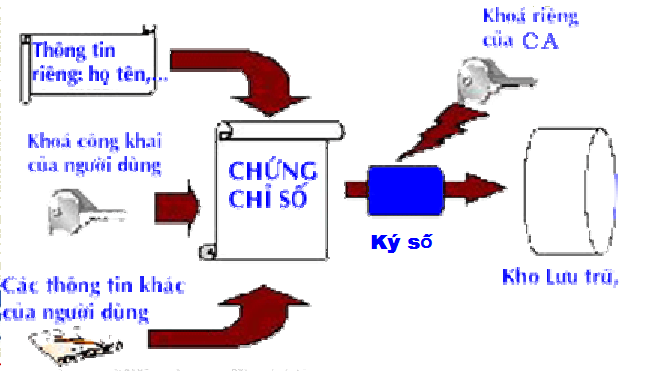 Thông tin
riêng: họ tên,...
Khoá riêng
của CA
Khoá công khai
của người dùng
CHỨNG
CHỈ SỐ
Ký số
Kho Lưu trữ,
Các thông tin khác
của người dùng